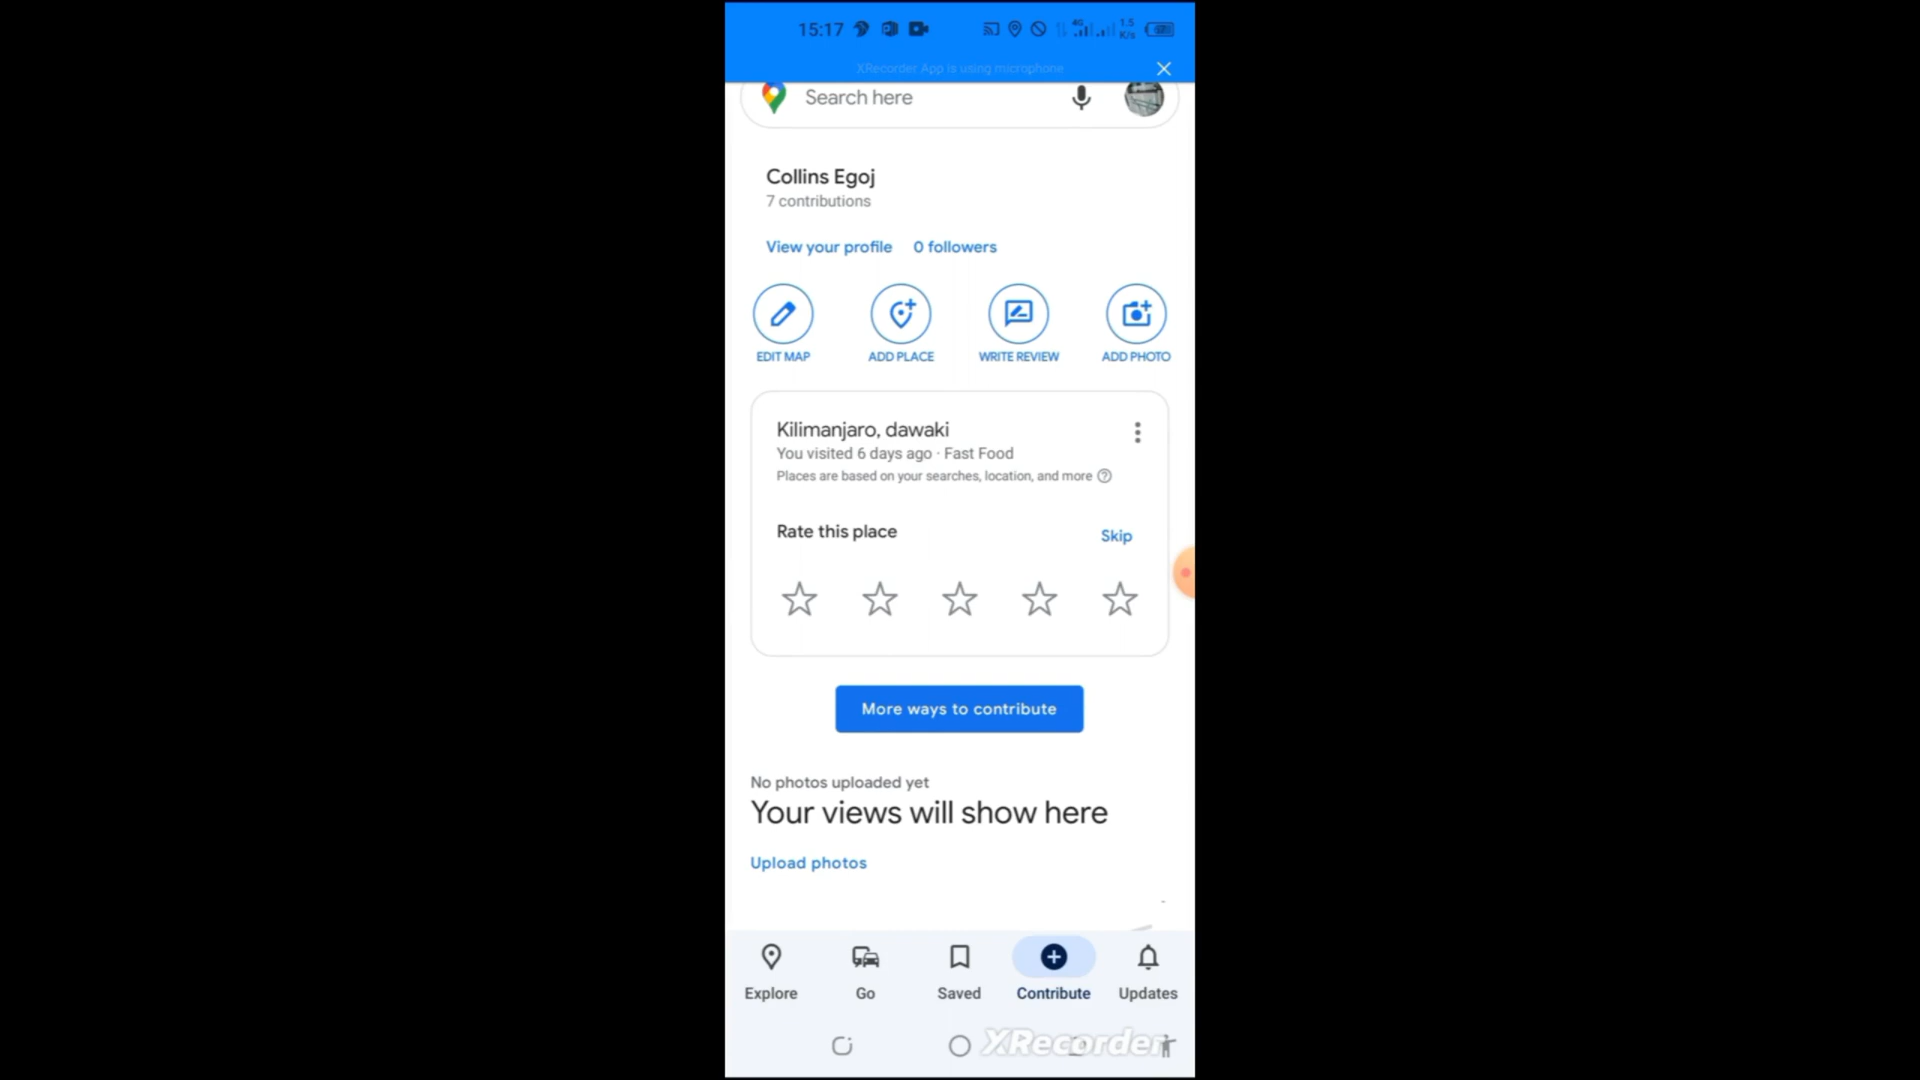 15:17
4G
1.5
K/s
XRecorder App is using microphone
Search here
Collins Egoj
7 contributions
View your profile 0 followers
EDIT MAP ADD PLACE WRITE REVIEW ADD PHOTO
Kilimanjaro, dawaki
You visited 6 days ago · Fast Food
Places are based on your searches, location, and more
Rate this place
Skip
More ways to contribute
No photos uploaded yet
Your views will show here
Upload photos
Explore Go Saved Contribute Updates
XRecorder